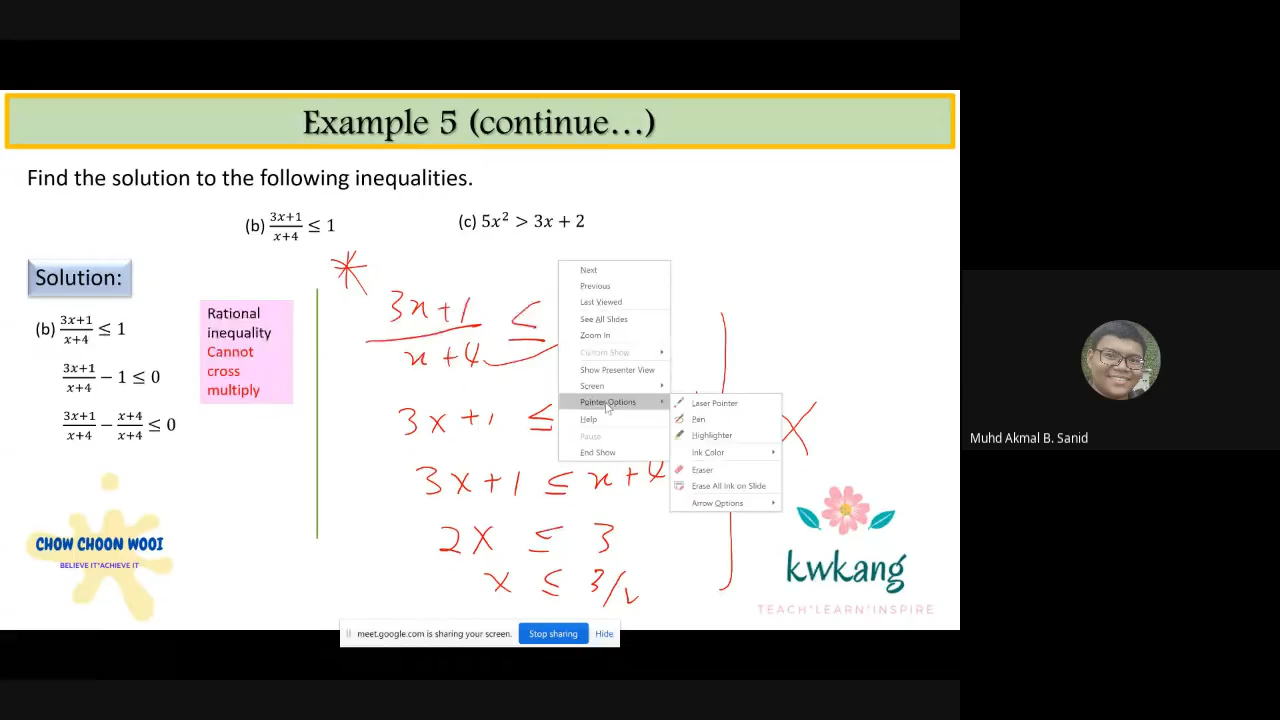 Example 5 (continue...)
Find the solution to the following inequalities.
(b) (3x+1)/(x+4) ≤ 1 (c) 5x² > 3x + 2
Solution:
(b) (3x+1)/(x+4) ≤ 1
(3x+1)/(x+4) − 1 ≤ 0
(3x+1)/(x+4) − (x+4)/(x+4) ≤ 0
Rational
inequality
Cannot
cross
multiply
*
(3x+1)/(x+4) ≤
3x+1 ≤
3x+1 ≤ x+4
2x ≤ 3
x ≤ 3/2
X
Next
Previous
Last Viewed
See All Slides
Zoom In
Custom Show
Show Presenter View
Screen
Pointer Options
Help
Pause
End Show
Laser Pointer
Pen
Highlighter
Ink Color
Eraser
Erase All Ink on Slide
Arrow Options
CHOW CHOON WOOI
BELIEVE IT*ACHIEVE IT
kwkang
TEACH*LEARN*INSPIRE
meet.google.com is sharing your screen. Stop sharing Hide
Muhd Akmal B. Sanid